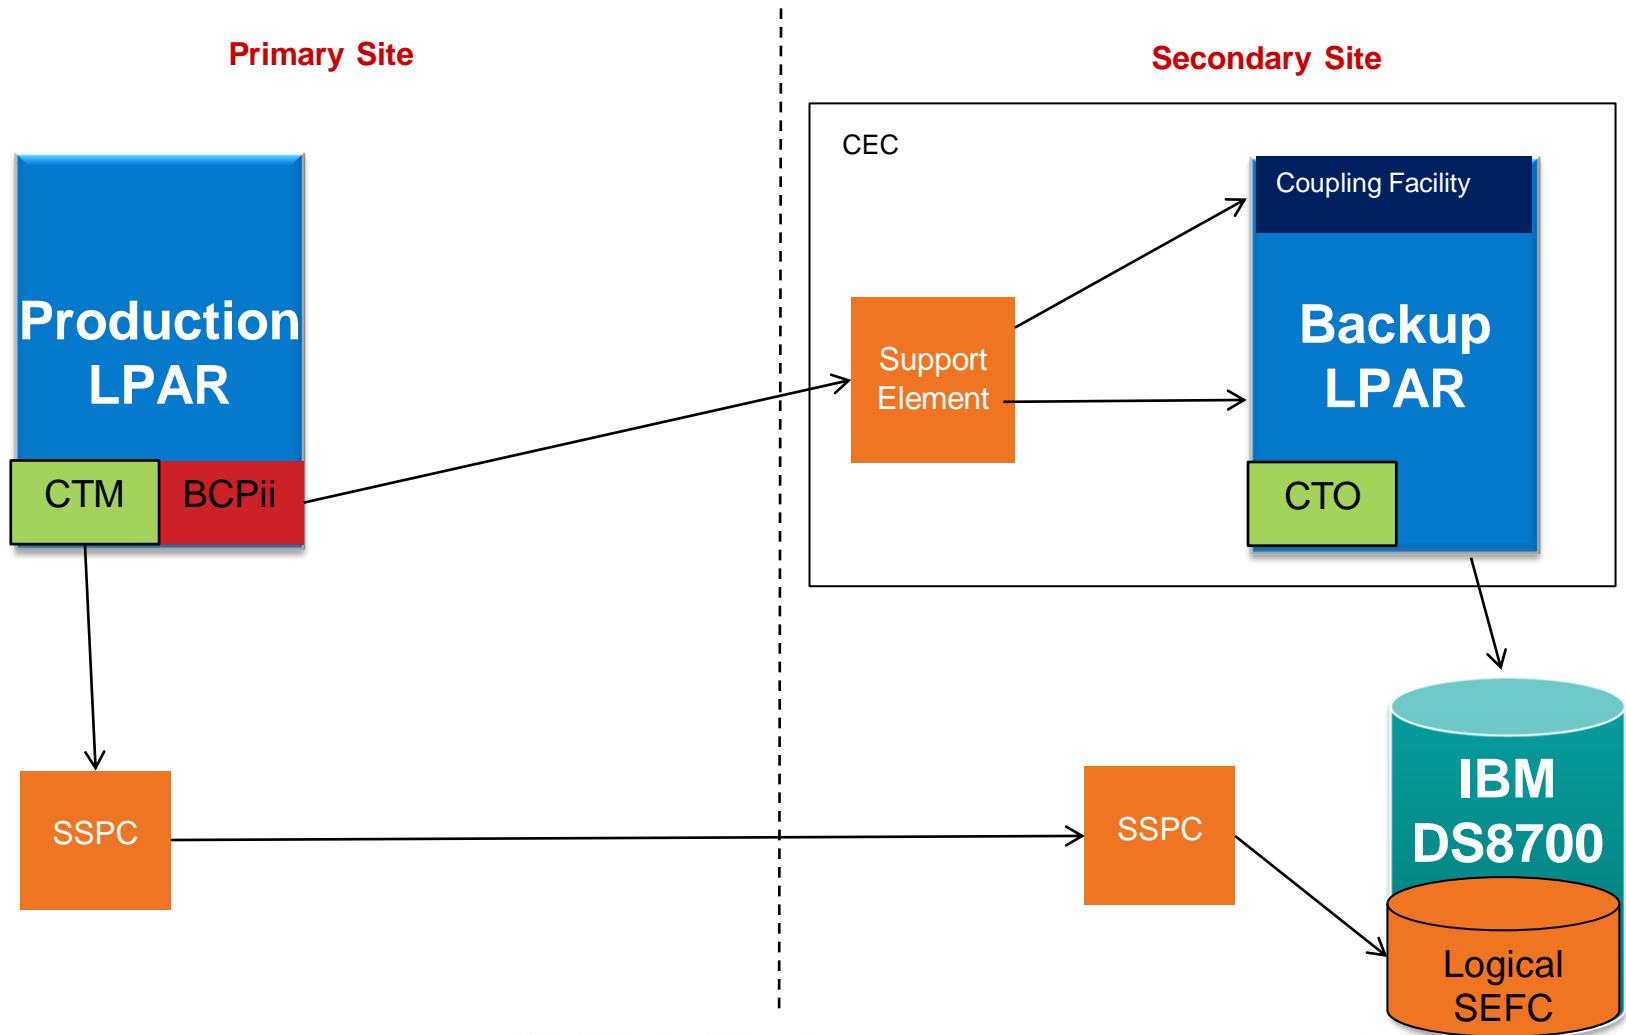 Primary Site
Secondary Site
CEC
Coupling Facility
Production
LPAR
Support
Element
Backup
LPAR
CTM
BCPii
CTO
SSPC
SSPC
IBM
DS8700
Logical
SEFC